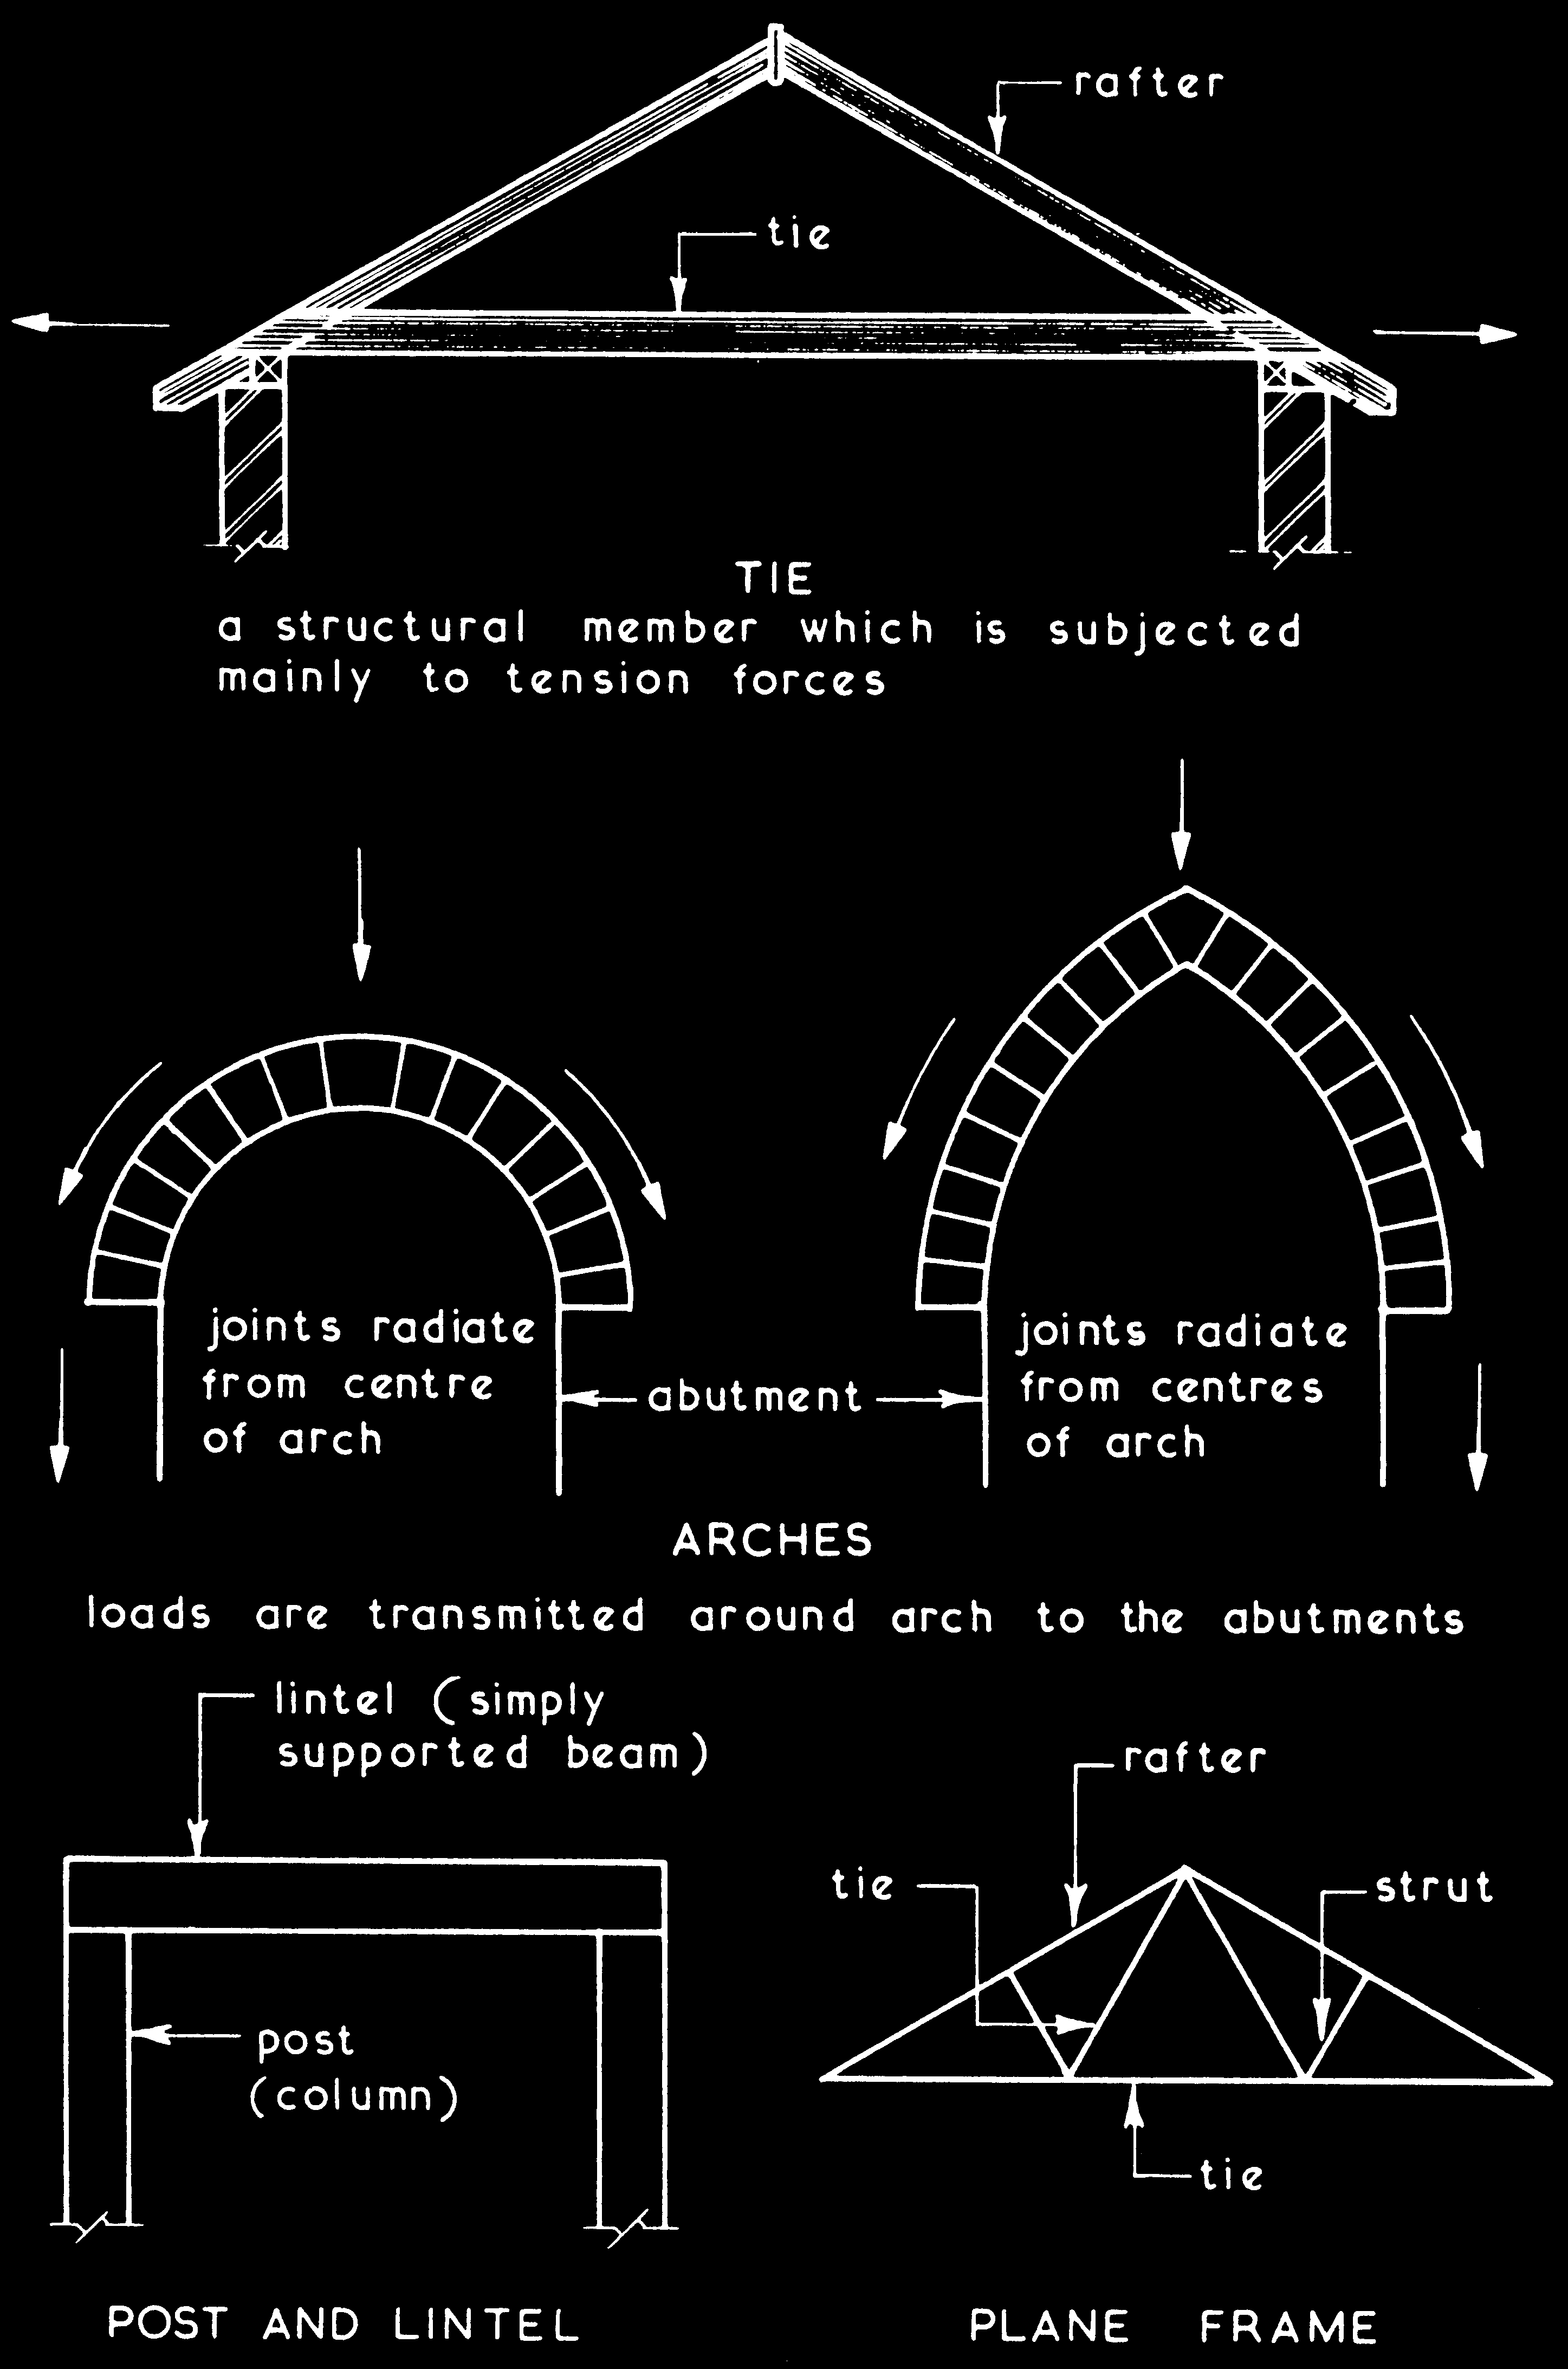 rafter
tie
TIE
a structural member which is subjected
mainly to tension forces
joints radiate
from centre
of arch
abutment
joints radiate
from centres
of arch
ARCHES
loads are transmitted around arch to the abutments
lintel (simply
supported beam)
post
(column)
POST AND LINTEL
rafter
tie
strut
tie
PLANE FRAME